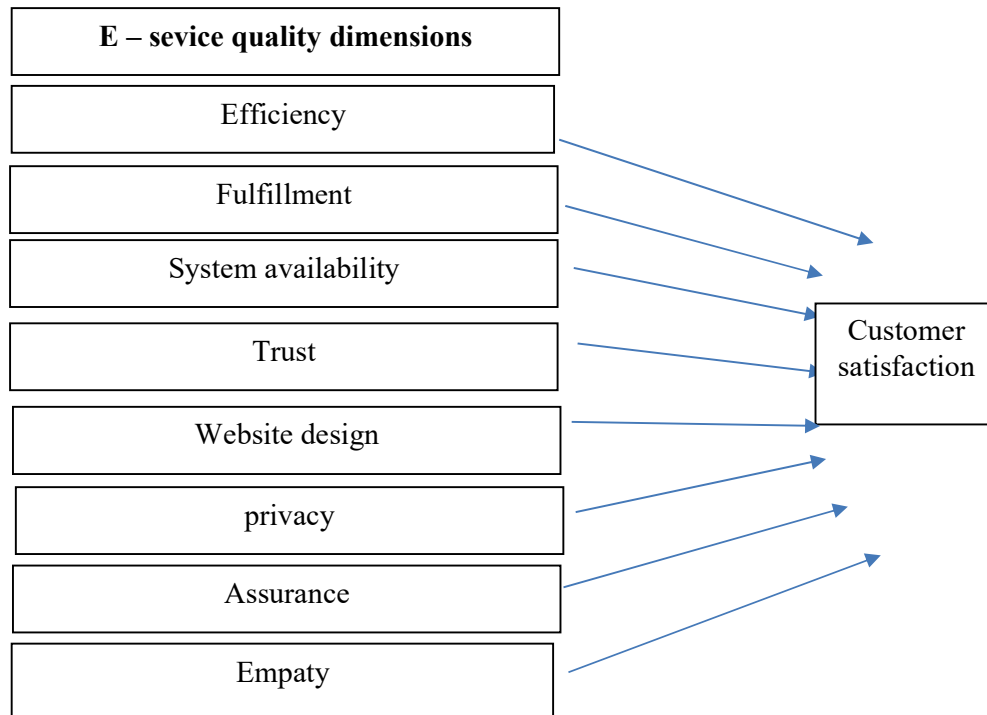 E – sevice quality dimensions
Efficiency
Fulfillment
System availability
Trust
Website design
privacy
Assurance
Empaty
Customer
satisfaction